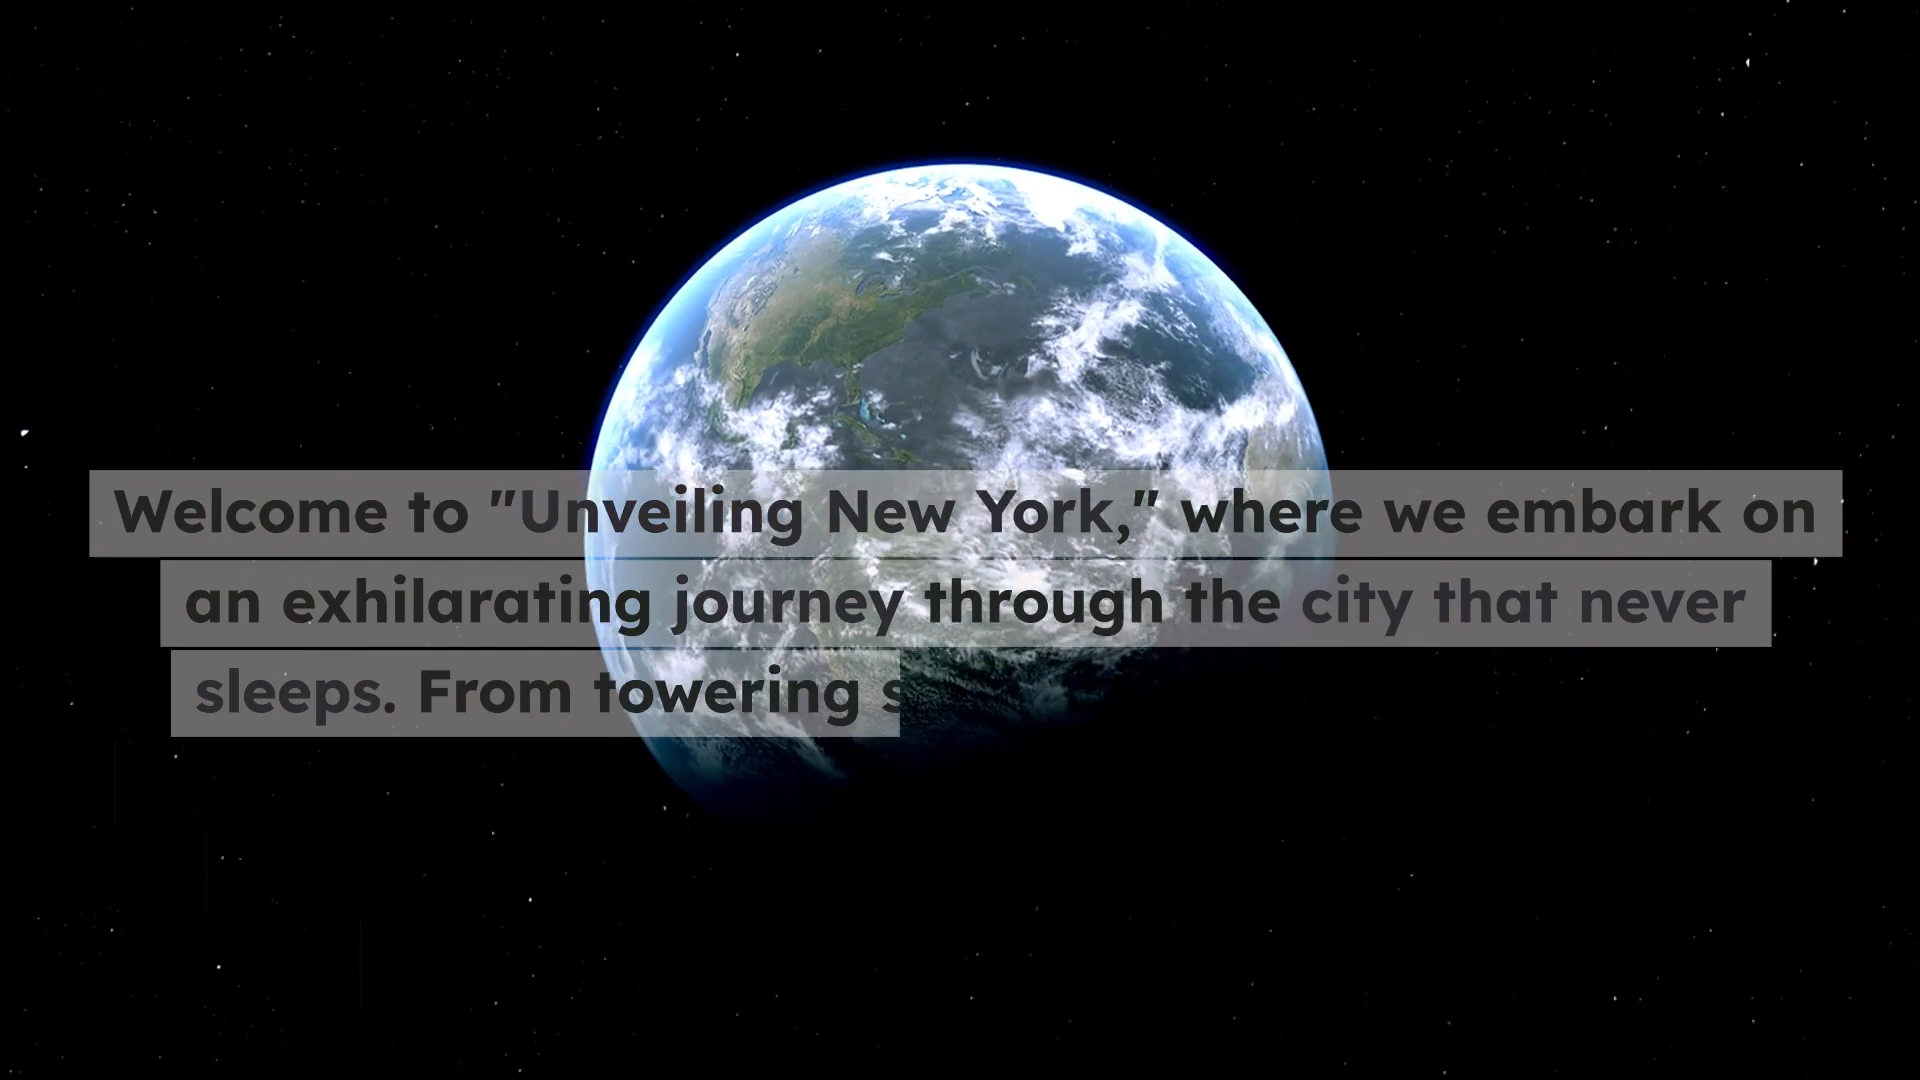 Welcome to "Unveiling New York," where we embark on
an exhilarating journey through the city that never
sleeps. From towering s